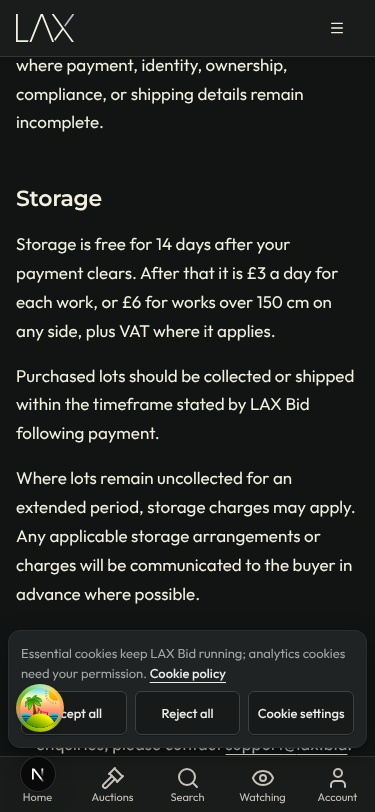 LAX
where payment, identity, ownership,
compliance, or shipping details remain
incomplete.
Storage
Storage is free for 14 days after your
payment clears. After that it is £3 a day for
each work, or £6 for works over 150 cm on
any side, plus VAT where it applies.
Purchased lots should be collected or shipped
within the timeframe stated by LAX Bid
following payment.
Where lots remain uncollected for an
extended period, storage charges may apply.
Any applicable storage arrangements or
charges will be communicated to the buyer in
advance where possible.
Essential cookies keep LAX Bid running; analytics cookies
need your permission. Cookie policy
cept all
Reject all
Cookie settings
enquiries, please contact
N
Home
Auctions
Search
Watching
Account